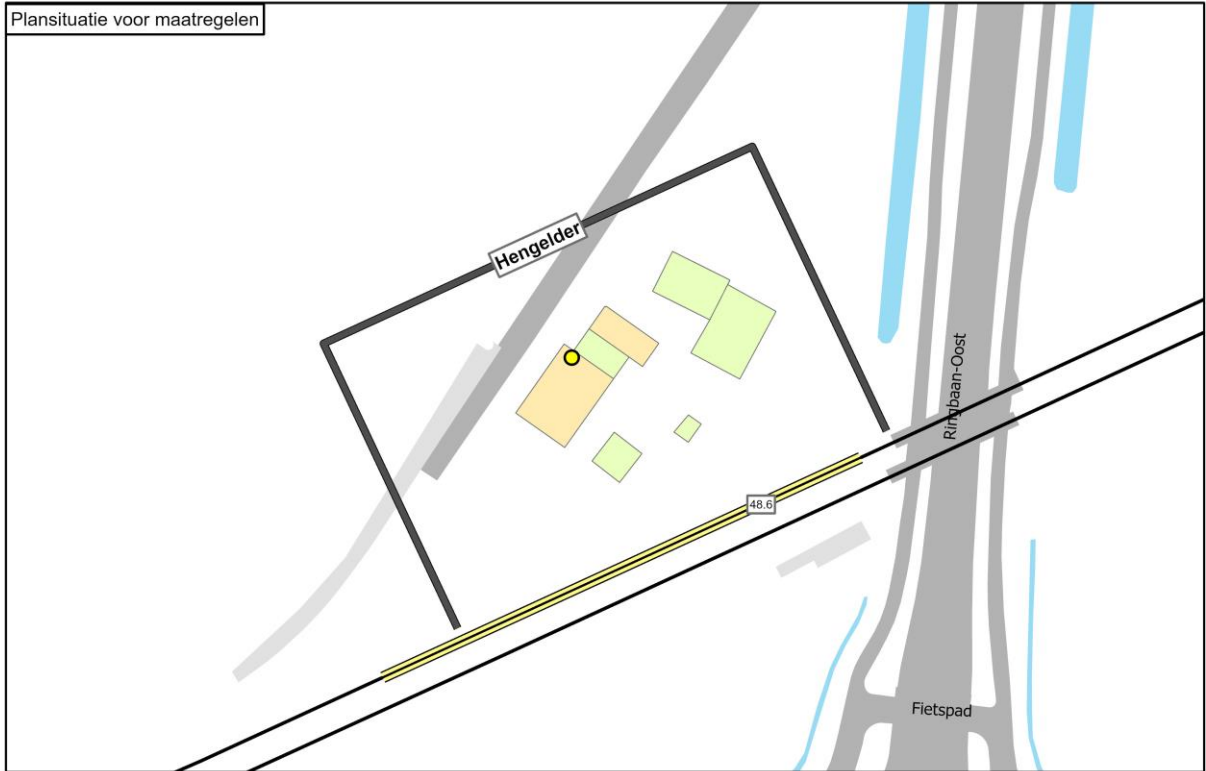 Plansituatie voor maatregelen
Hengelder
Ringbaan-Oost
48.6
Fietspad